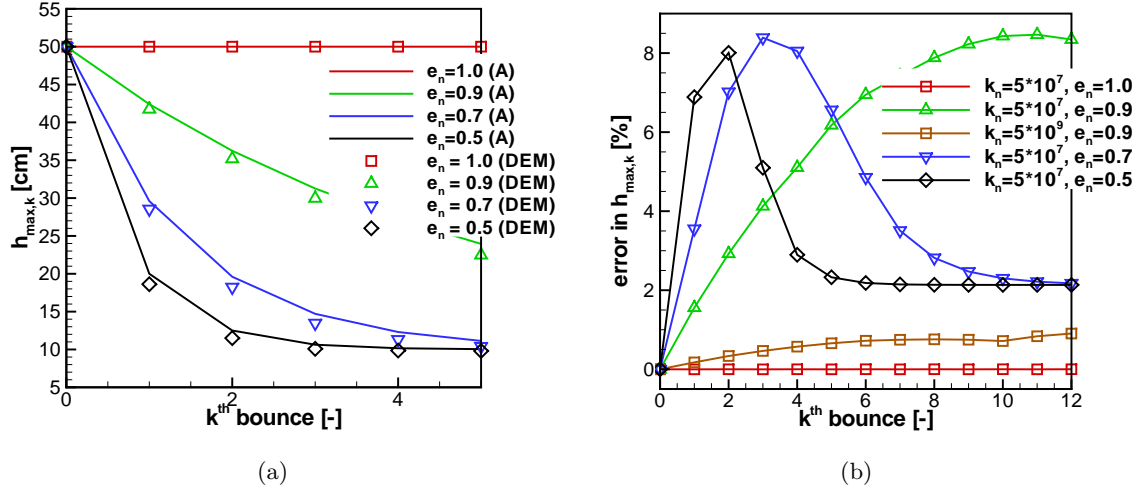 h_max,k [cm]
55
50
45
40
35
30
25
20
15
10
5
0
2
4
k^th bounce [-]
e_n=1.0 (A)
e_n=0.9 (A)
e_n=0.7 (A)
e_n=0.5 (A)
e_n = 1.0 (DEM)
e_n = 0.9 (DEM)
e_n = 0.7 (DEM)
e_n = 0.5 (DEM)
(a)
error in h_max,k [%]
8
6
4
2
0
0
2
4
6
8
10
12
k^th bounce [-]
k_n=5*10^7, e_n=1.0
k_n=5*10^7, e_n=0.9
k_n=5*10^9, e_n=0.9
k_n=5*10^7, e_n=0.7
k_n=5*10^7, e_n=0.5
(b)